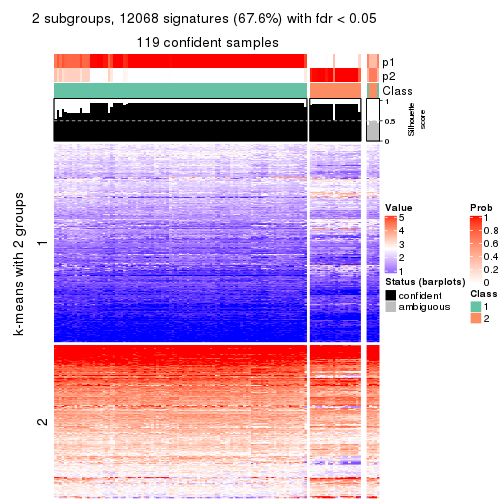 2 subgroups, 12068 signatures (67.6%) with fdr < 0.05
119 confident samples
p1
p2
Class
1
0.5
0
Silhouette
score
k-means with 2 groups
1
2
Value
5
4
3
2
1
Status (barplots)
confident
ambiguous
Prob
1
0.8
0.6
0.4
0.2
0
Class
1
2